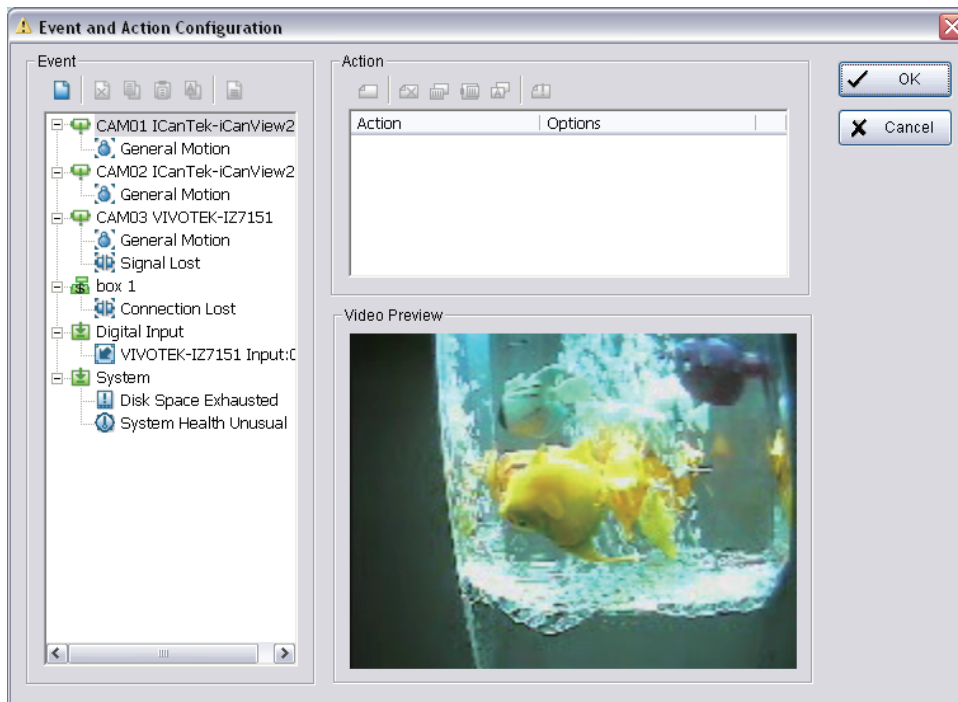 Event and Action Configuration
Event
CAM01 ICanTek-iCanView2
General Motion
CAM02 ICanTek-iCanView2
General Motion
CAM03 VIVOTEK-IZ7151
General Motion
Signal Lost
box 1
Connection Lost
Digital Input
VIVOTEK-IZ7151 Input:0
System
Disk Space Exhausted
System Health Unusual
Action
Action Options
Video Preview
OK
Cancel